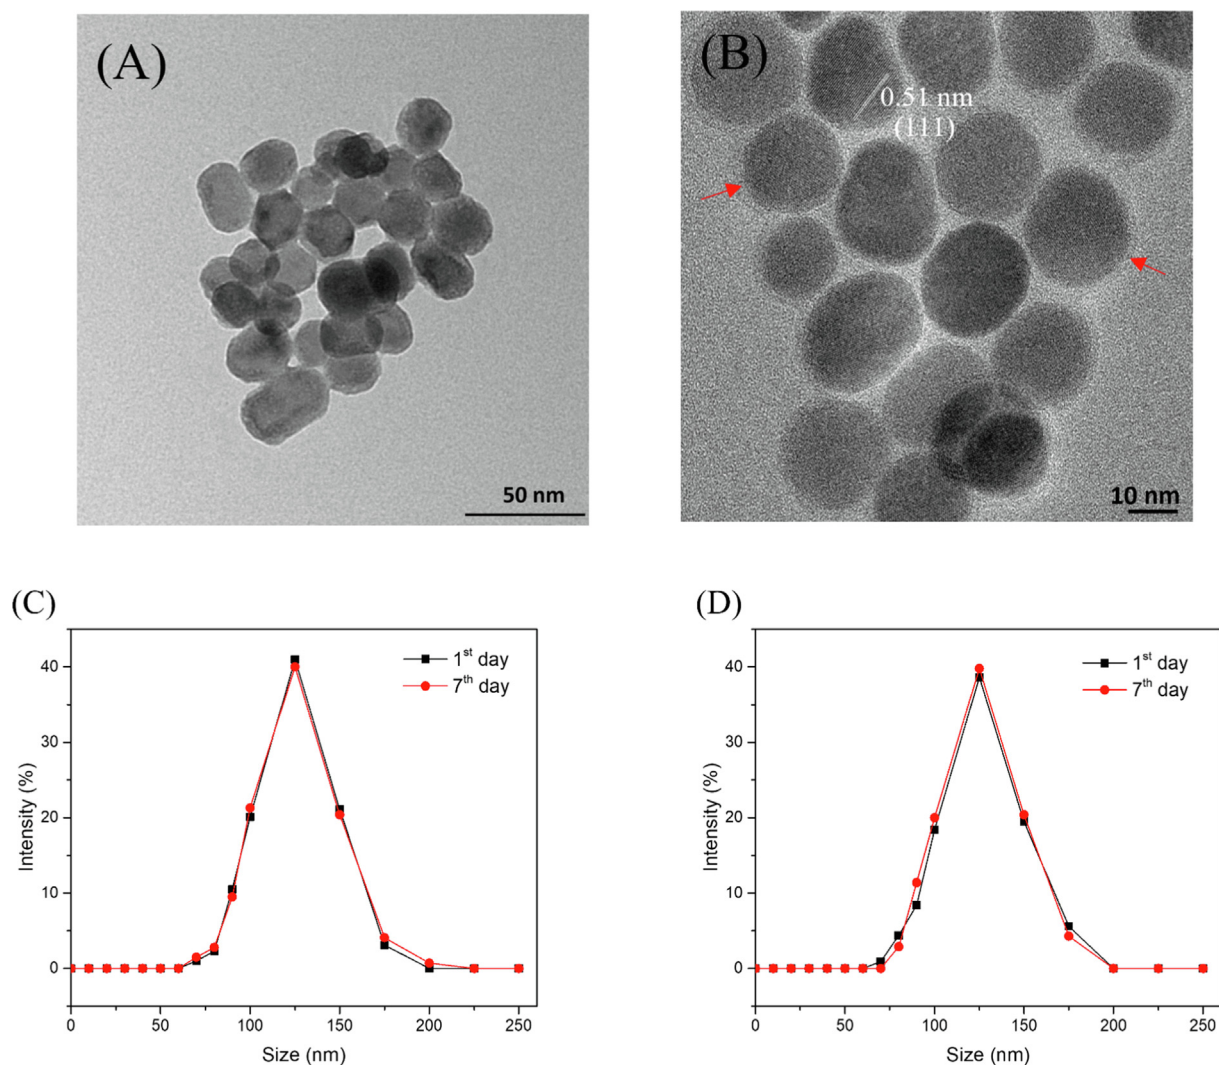 (A)
50 nm
(B)
0.51 nm
(111)
10 nm
(C)
1st day
7th day
40
30
20
10
0
Intensity (%)
0 50 100 150 200 250
Size (nm)
(D)
1st day
7th day
40
30
20
10
0
Intensity (%)
0 50 100 150 200 250
Size (nm)